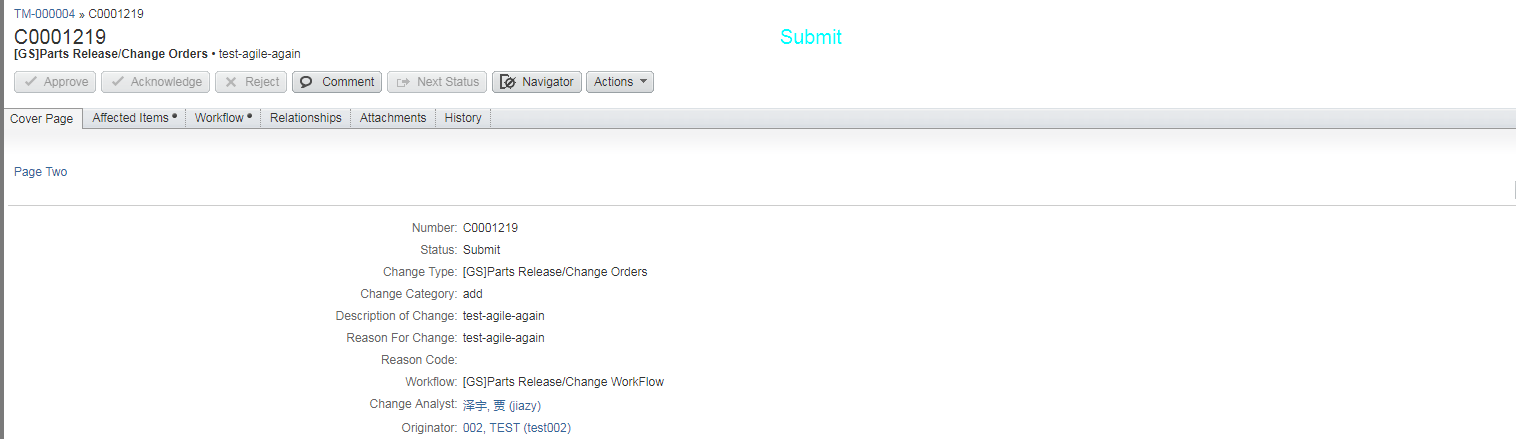 TM-000004 » C0001219
C0001219
Submit
[GS]Parts Release/Change Orders • test-agile-again
Approve Acknowledge Reject Comment Next Status Navigator Actions
Cover Page Affected Items • Workflow • Relationships Attachments History
Page Two
Number: C0001219
Status: Submit
Change Type: [GS]Parts Release/Change Orders
Change Category: add
Description of Change: test-agile-again
Reason For Change: test-agile-again
Reason Code:
Workflow: [GS]Parts Release/Change WorkFlow
Change Analyst: 泽宇, 贾 (jiazy)
Originator: 002, TEST (test002)